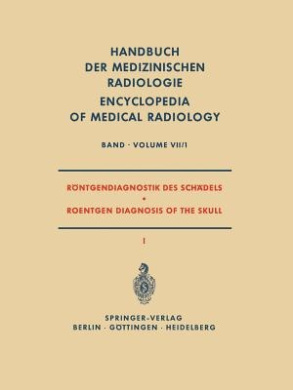 HANDBUCH
DER MEDIZINISCHEN
RADIOLOGIE
ENCYCLOPEDIA
OF MEDICAL RADIOLOGY
BAND · VOLUME VII/1
RÖNTGENDIAGNOSTIK DES SCHÄDELS
•
ROENTGEN DIAGNOSIS OF THE SKULL
I
SPRINGER-VERLAG
BERLIN · GÖTTINGEN · HEIDELBERG